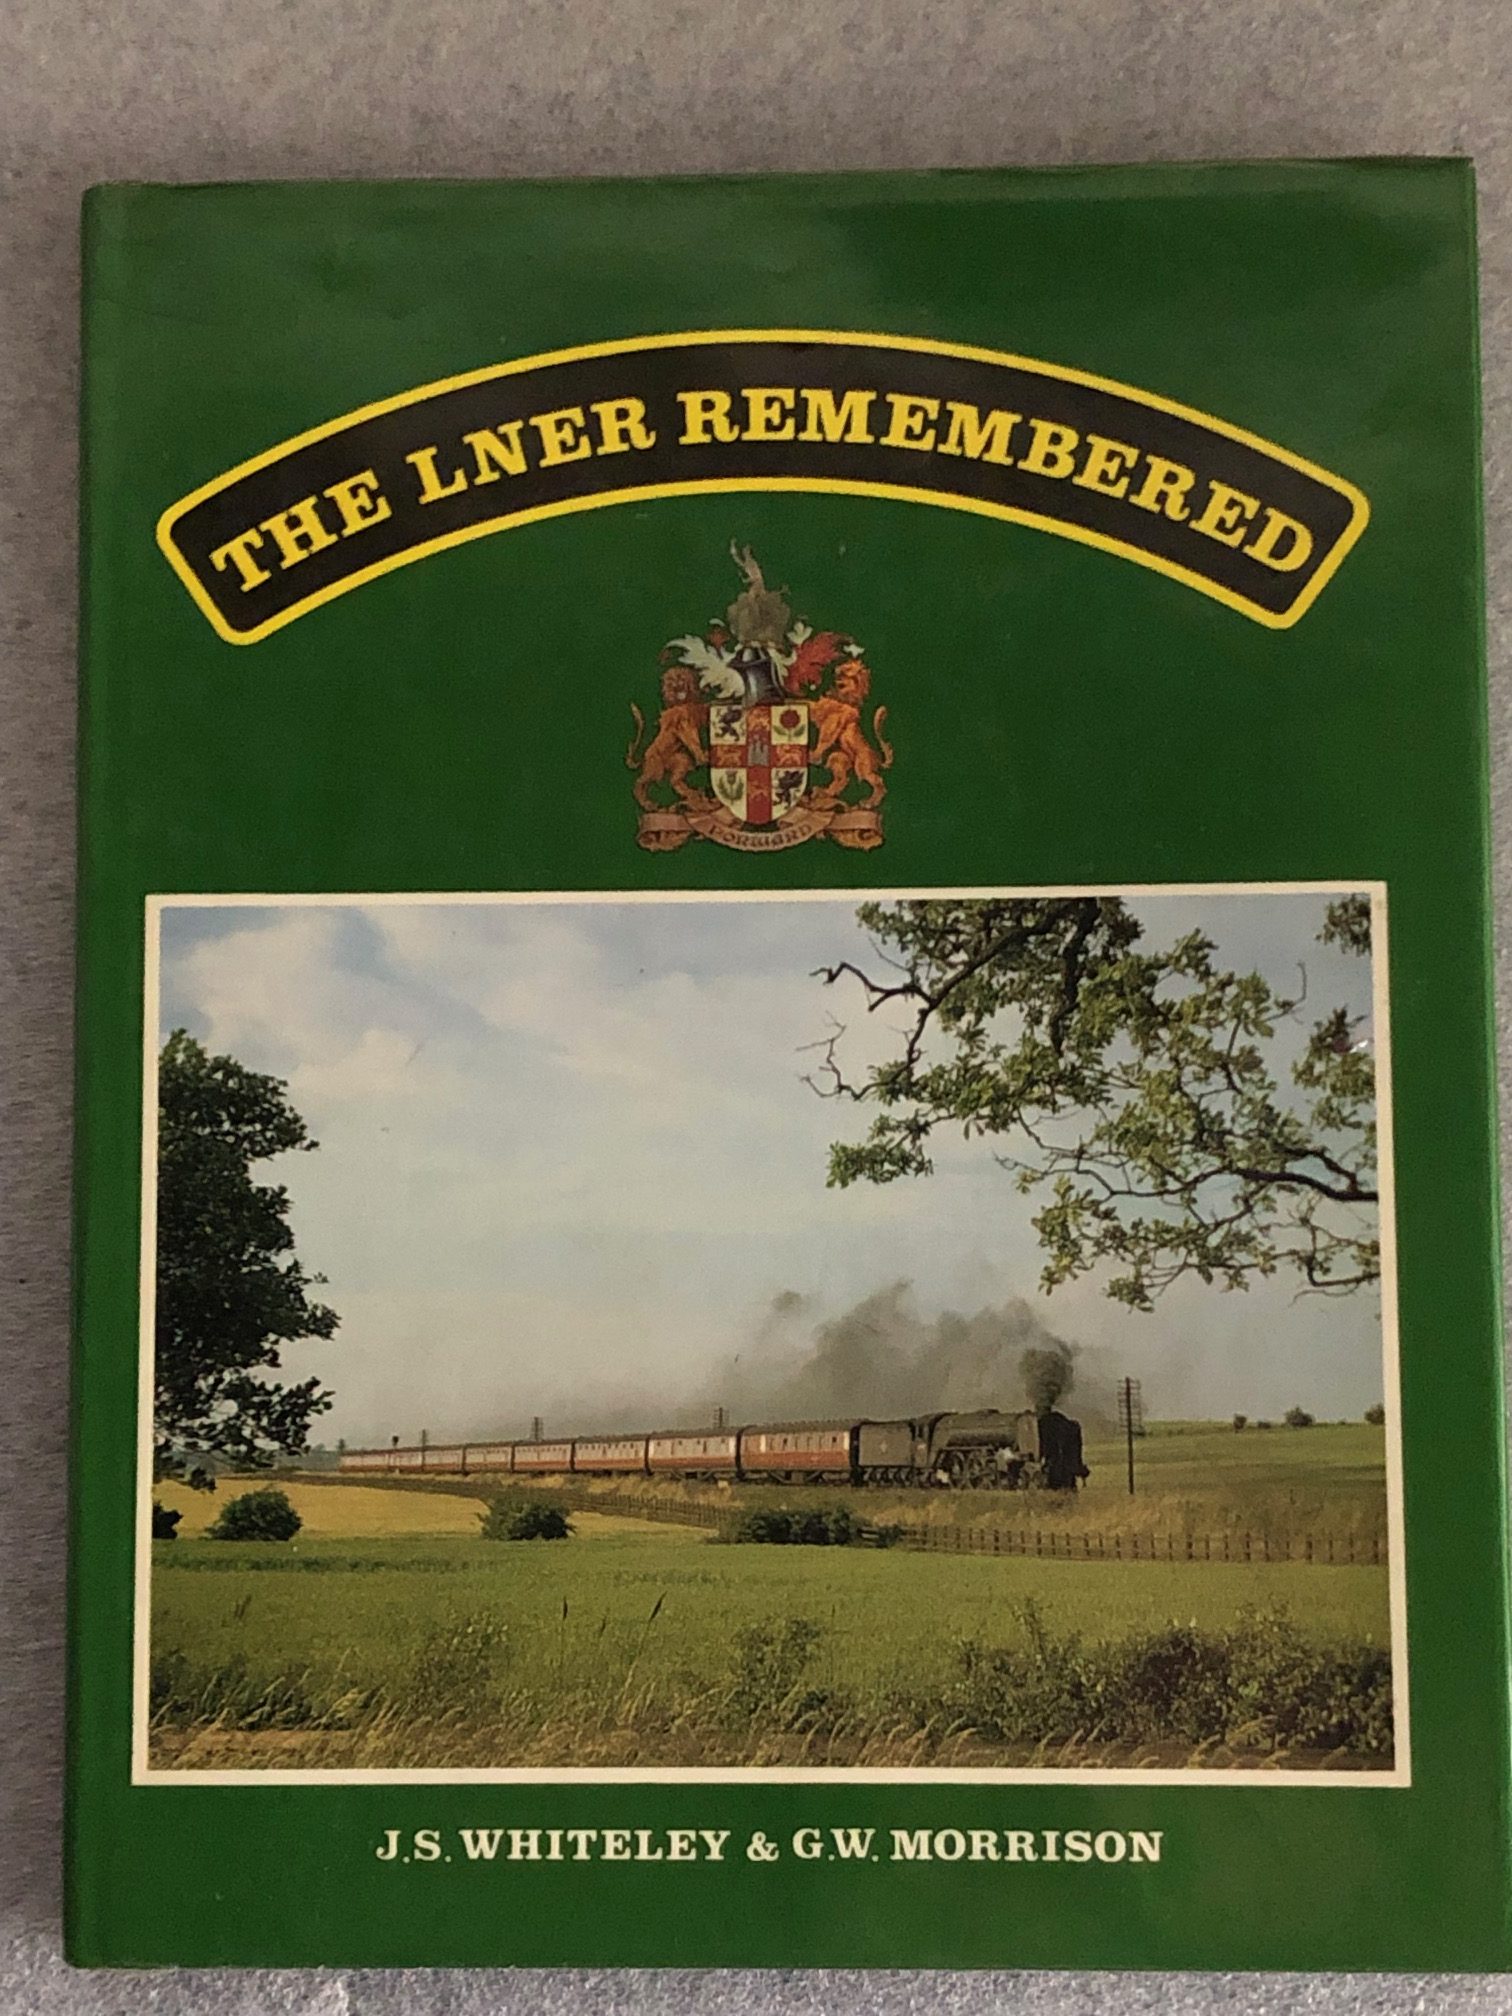 THE LNER REMEMBERED
FORWARD
J.S. WHITELEY & G.W. MORRISON